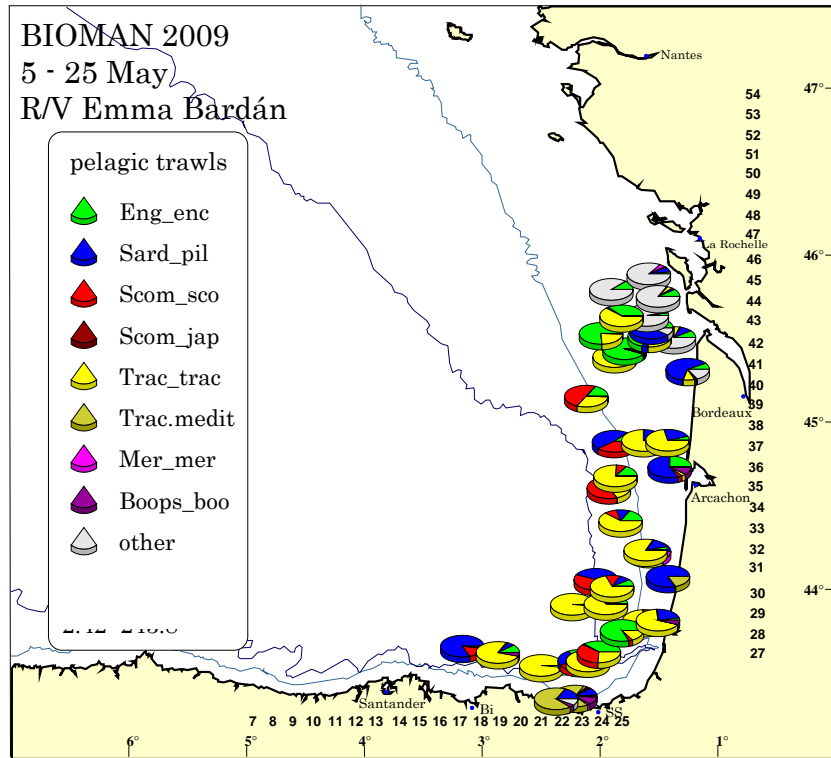 BIOMAN 2009
5 - 25 May
R/V Emma Bardán
pelagic trawls
Eng_enc
Sard_pil
Scom_sco
Scom_jap
Trac_trac
Trac.medit
Mer_mer
Boops_boo
other
Nantes
47°
54
53
52
51
50
49
48
47
La Rochelle
46
46°
45
44
43
42
41
40
Bordeaux
39
38
45°
37
36
35
Arcachon
34
33
32
31
30
44°
29
28
27
Santander
Bi
SS
7 8 9 10 11 12 13 14 15 16 17 18 19 20 21 22 23 24 25
6° 4° 3° 2° 1°